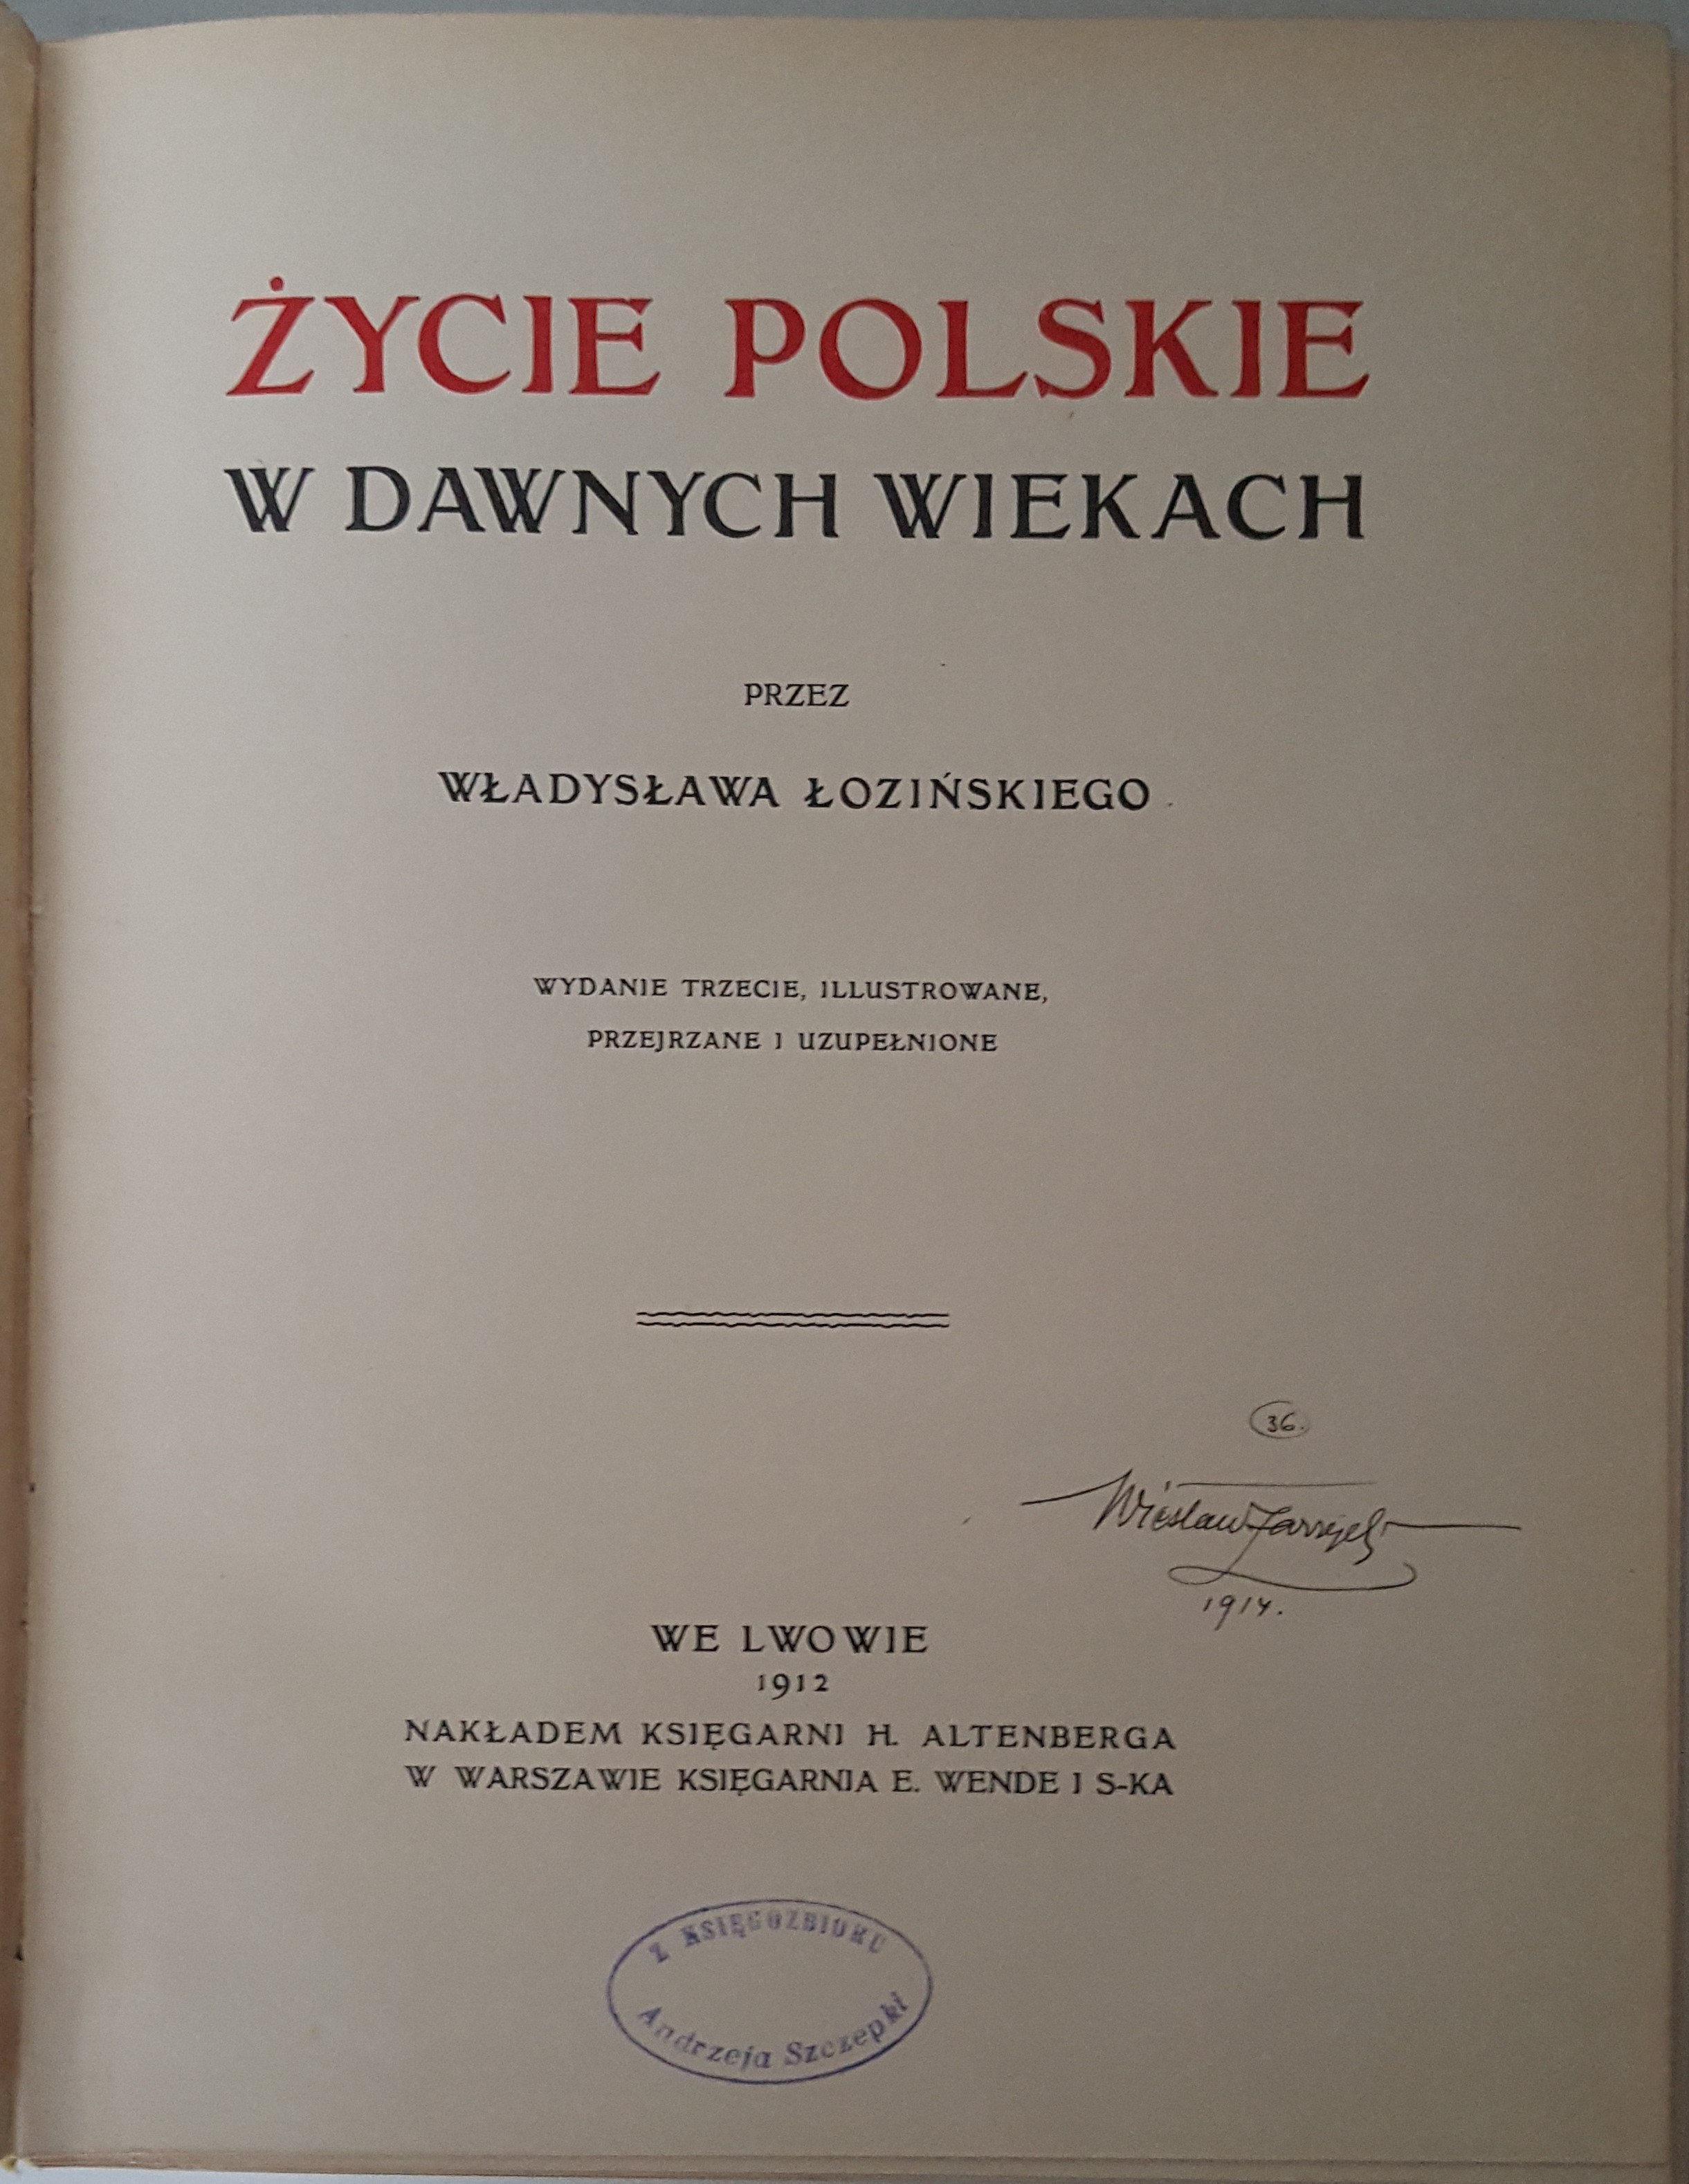 ŻYCIE POLSKIE
W DAWNYCH WIEKACH
PRZEZ
WŁADYSŁAWA ŁOZIŃSKIEGO
WYDANIE TRZECIE, ILLUSTROWANE,
PRZEJRZANE I UZUPEŁNIONE
36.
Wiesław
1914.
WE LWOWIE
1912
NAKŁADEM KSIĘGARNI H. ALTENBERGA
W WARSZAWIE KSIĘGARNIA E. WENDE I S-KA
Z KSIĘGOZBIORU
Andrzeja Szczepki